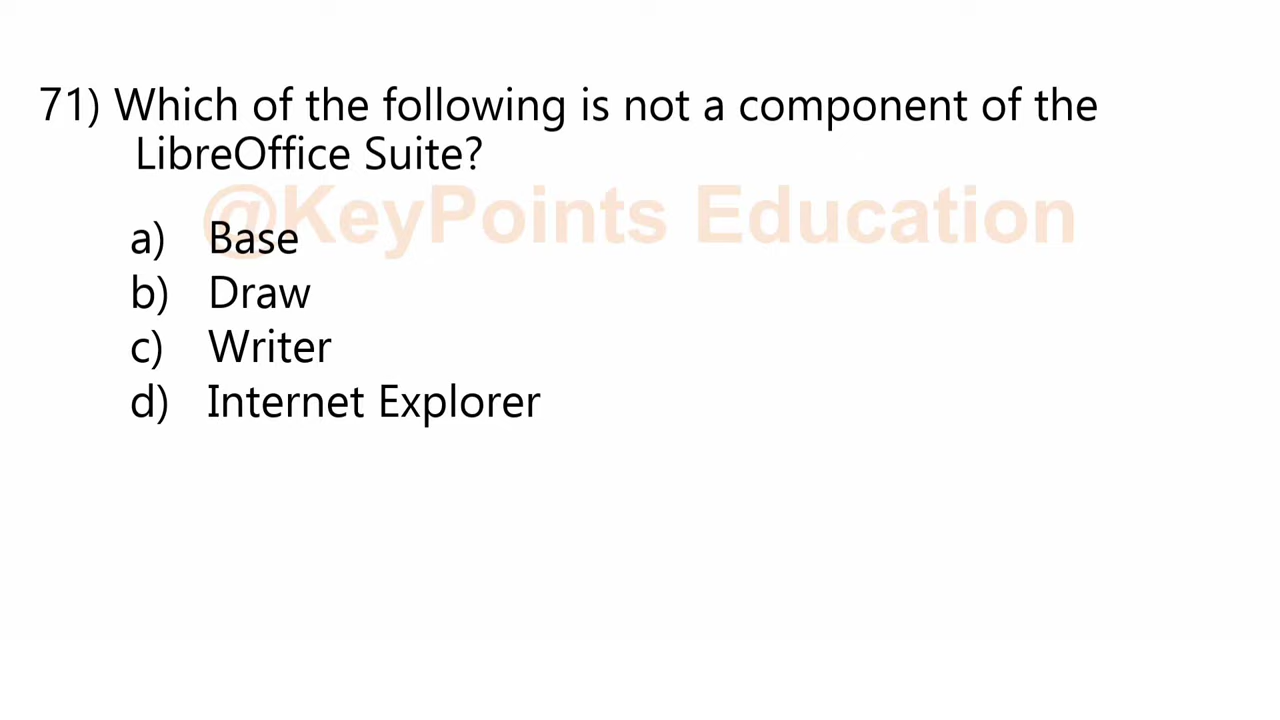 71) Which of the following is not a component of the
LibreOffice Suite?
@KeyPoints Education
a) Base
b) Draw
c) Writer
d) Internet Explorer